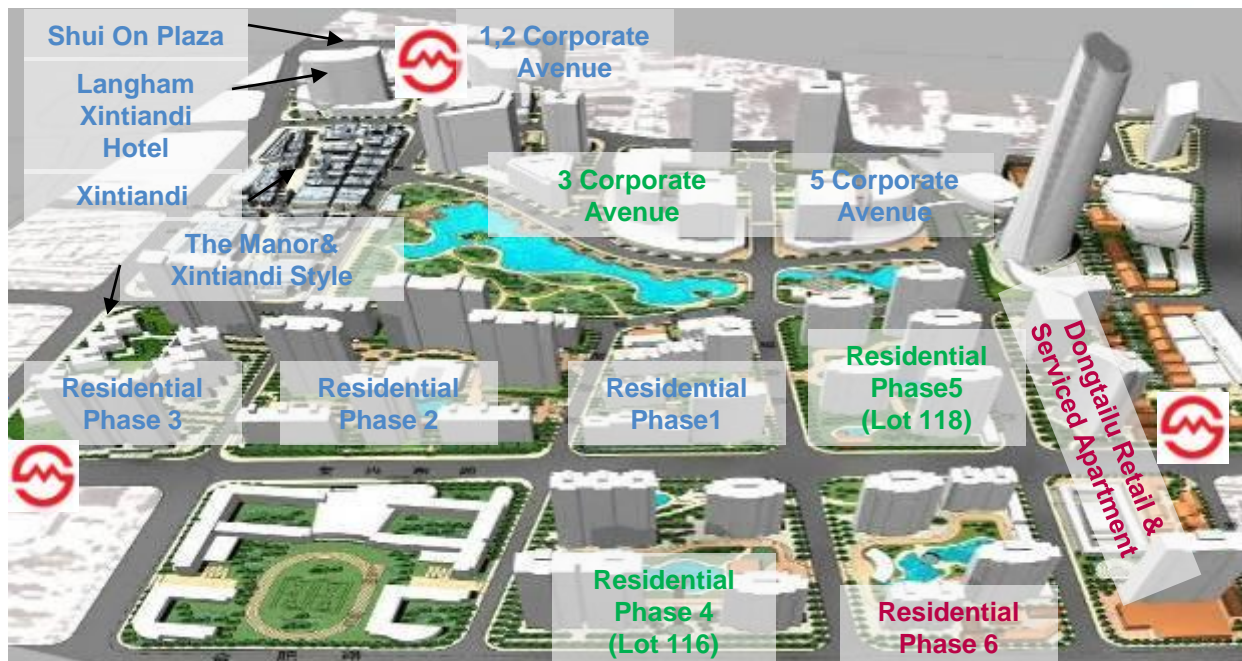 Shui On Plaza
1,2 Corporate
Avenue
Langham
Xintiandi
Hotel
Xintiandi
3 Corporate
Avenue
5 Corporate
Avenue
The Manor&
Xintiandi Style
Residential
Phase 3
Residential
Phase 2
Residential
Phase1
Residential
Phase5
(Lot 118)
Dongtailu Retail &
Serviced Apartment
Residential
Phase 4
(Lot 116)
Residential
Phase 6